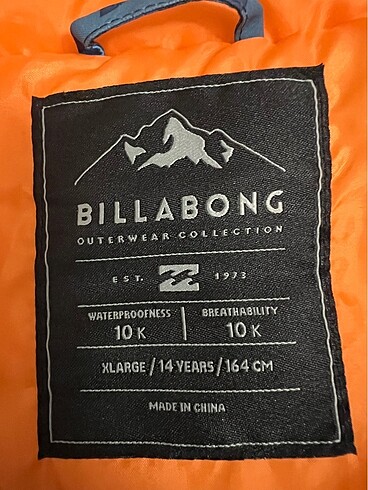 BILLABONG
OUTERWEAR COLLECTION
EST. 1973
WATERPROOFNESS BREATHABILITY
10 K 10 K
XLARGE / 14 YEARS / 164 CM
MADE IN CHINA